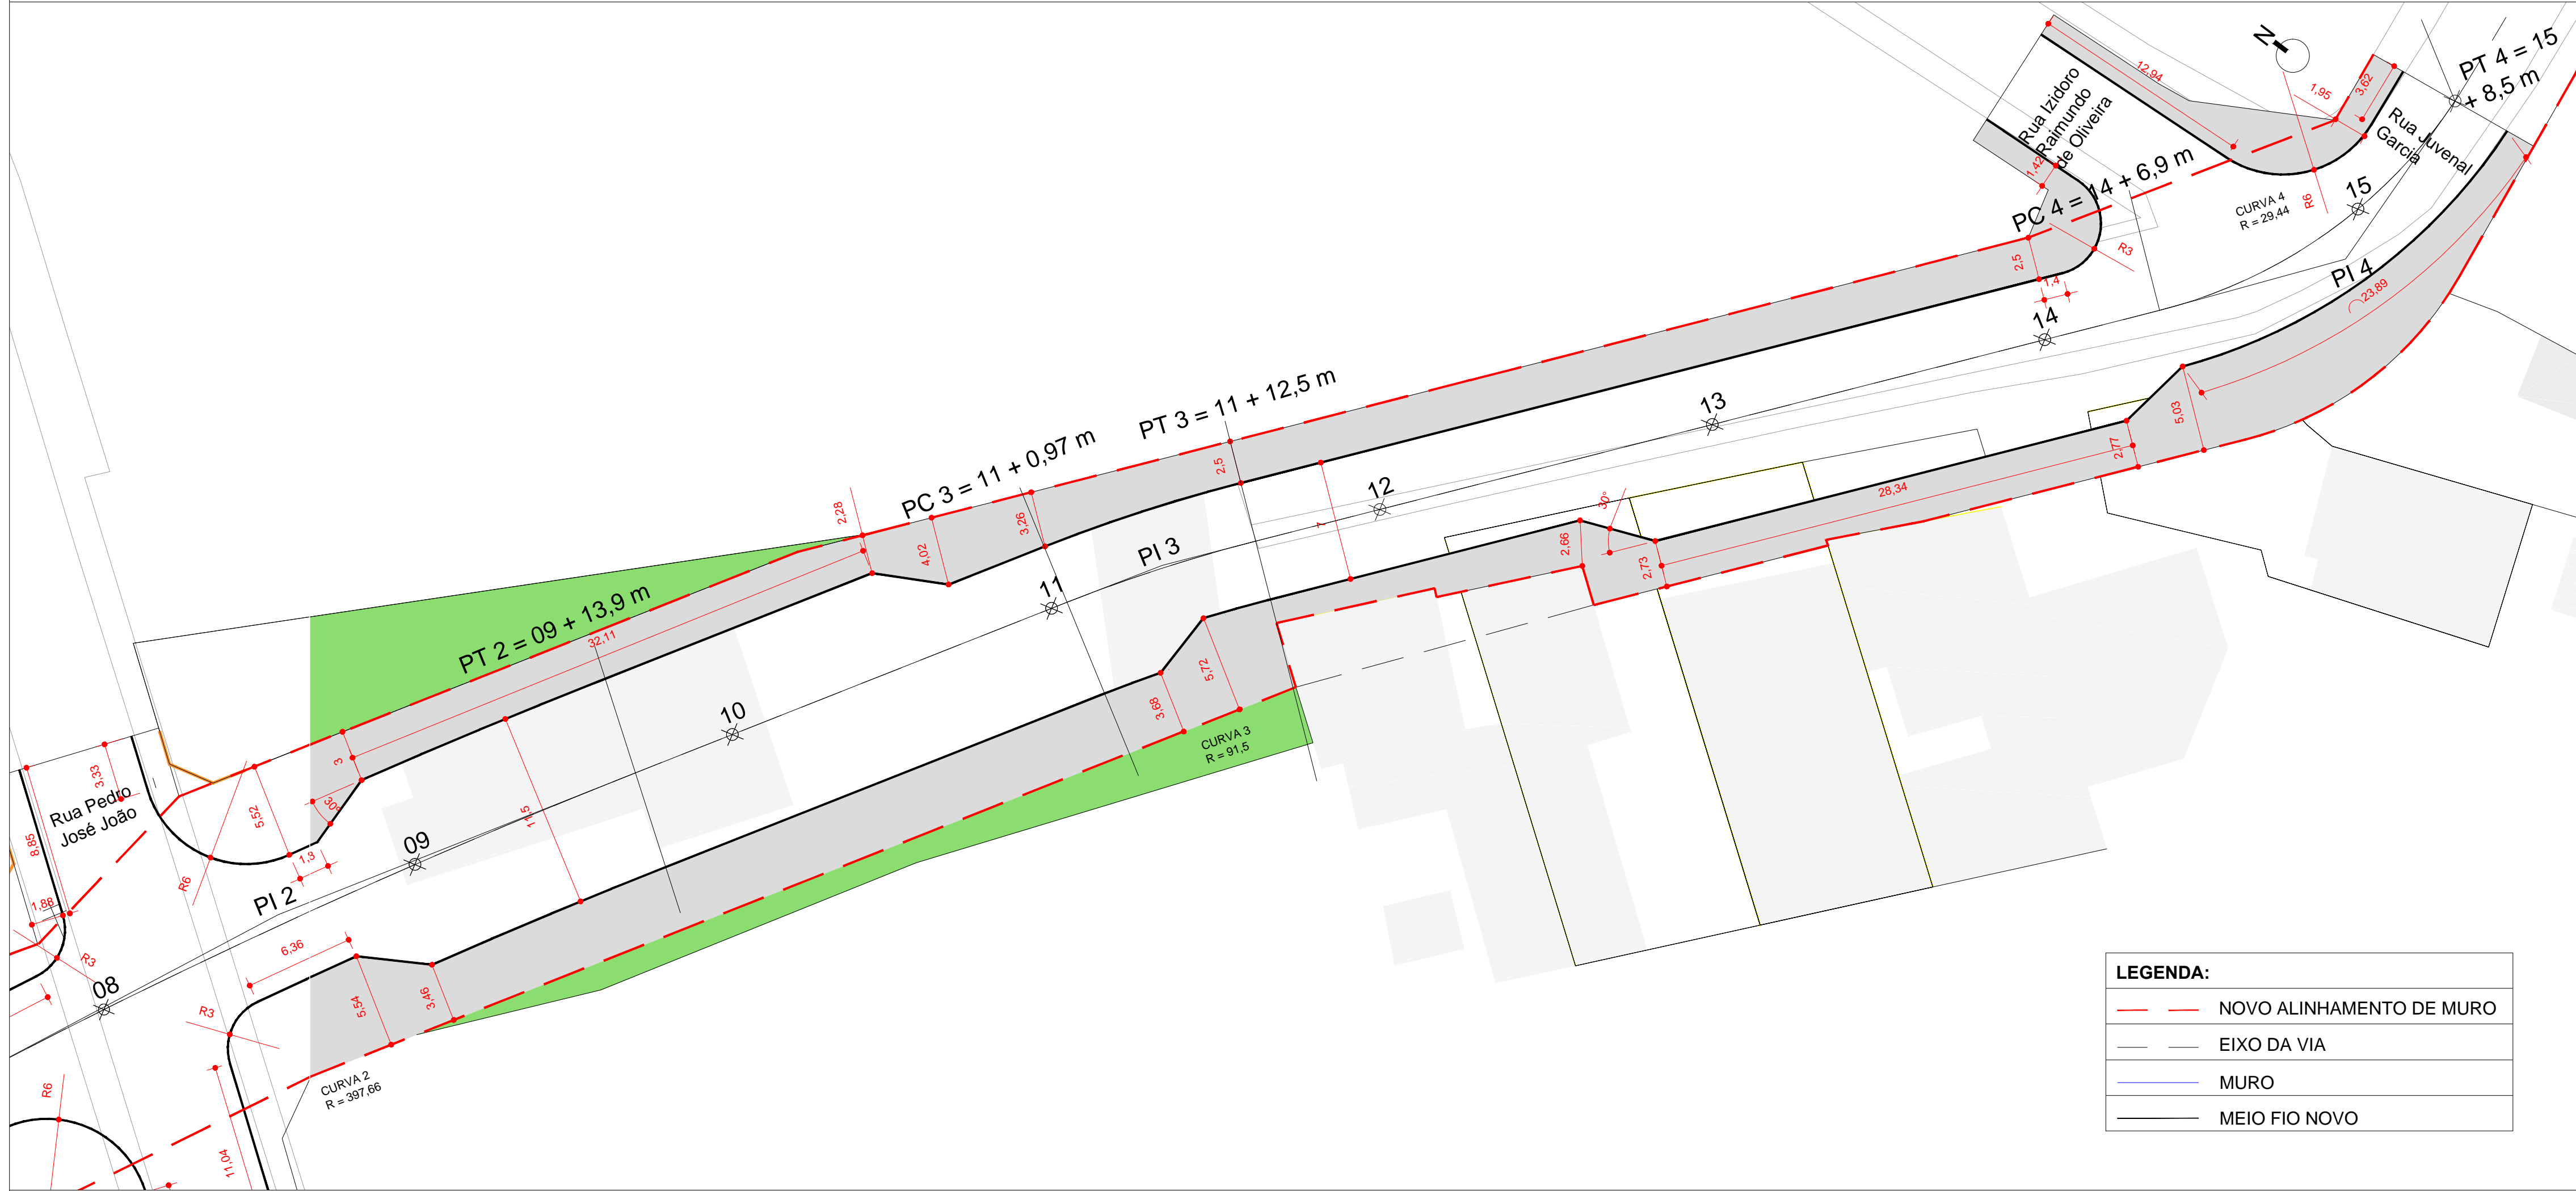 N
PT 4 = 15
+ 8,5 m
12,94
1,95
3,62
Rua Izidoro
Raimundo
de Oliveira
Rua Juvenal
Garcia
1,42
PC 4 = 14 + 6,9 m
CURVA 4
R = 29,44
R6
15
R3
2,5
1,4
PI 4
23,89
14
13
PT 3 = 11 + 12,5 m
PC 3 = 11 + 0,97 m
2,28
4,02
3,26
2,5
7
12
30°
28,34
2,77
5,03
2,66
2,73
PI 3
11
PT 2 = 09 + 13,9 m
32,11
10
3,68
5,72
CURVA 3
R = 91,5
3
30°
5,52
1,3
R6
11,5
09
3,33
Rua Pedro
José João
8,85
1,88
R3
PI 2
08
6,36
R3
5,54
3,46
CURVA 2
R = 397,66
R6
11,04
LEGENDA:
NOVO ALINHAMENTO DE MURO
EIXO DA VIA
MURO
MEIO FIO NOVO